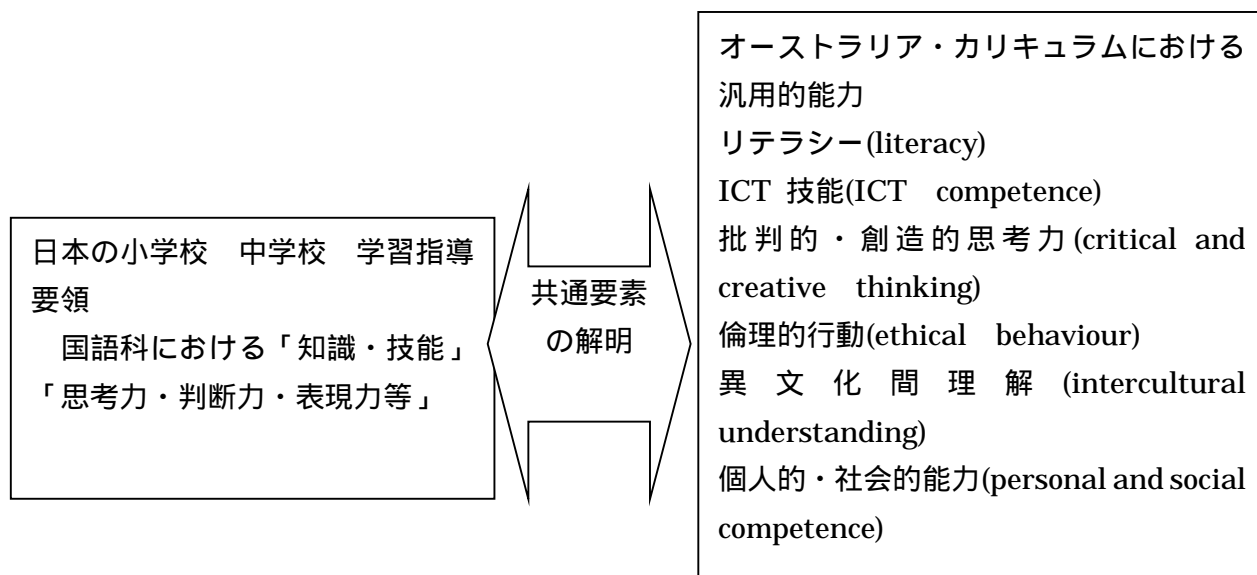 日本の小学校　中学校　学習指導
要領
　国語科における「知識・技能」
「思考力・判断力・表現力等」
共通要素
の解明
オーストラリア・カリキュラムにおける
汎用的能力
リテラシー(literacy)
ICT 技能(ICT　competence)
批判的・創造的思考力(critical and
creative　thinking)
倫理的行動(ethical　behaviour)
異文化間理解(intercultural
understanding)
個人的・社会的能力(personal and social
competence)